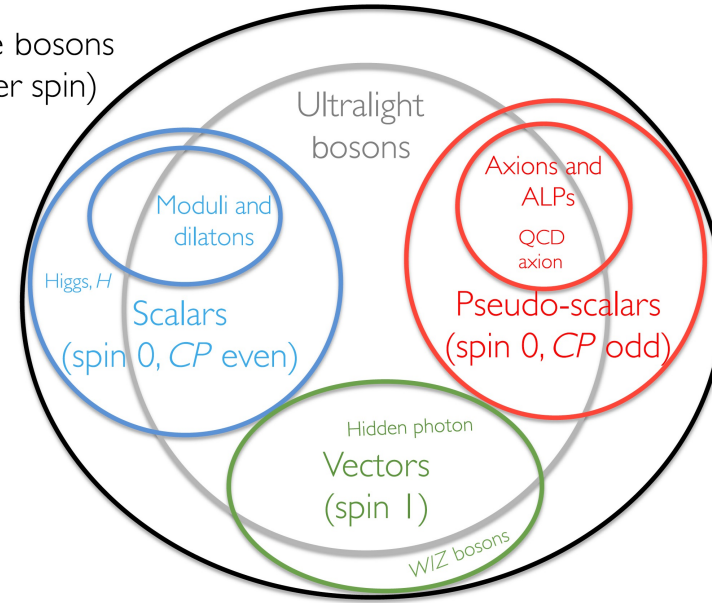 e bosons
er spin)
Ultralight
bosons
Axions and
ALPs
QCD
axion
Moduli and
dilatons
Higgs, H
Scalars
(spin 0, CP even)
Pseudo-scalars
(spin 0, CP odd)
Hidden photon
Vectors
(spin 1)
W/Z bosons